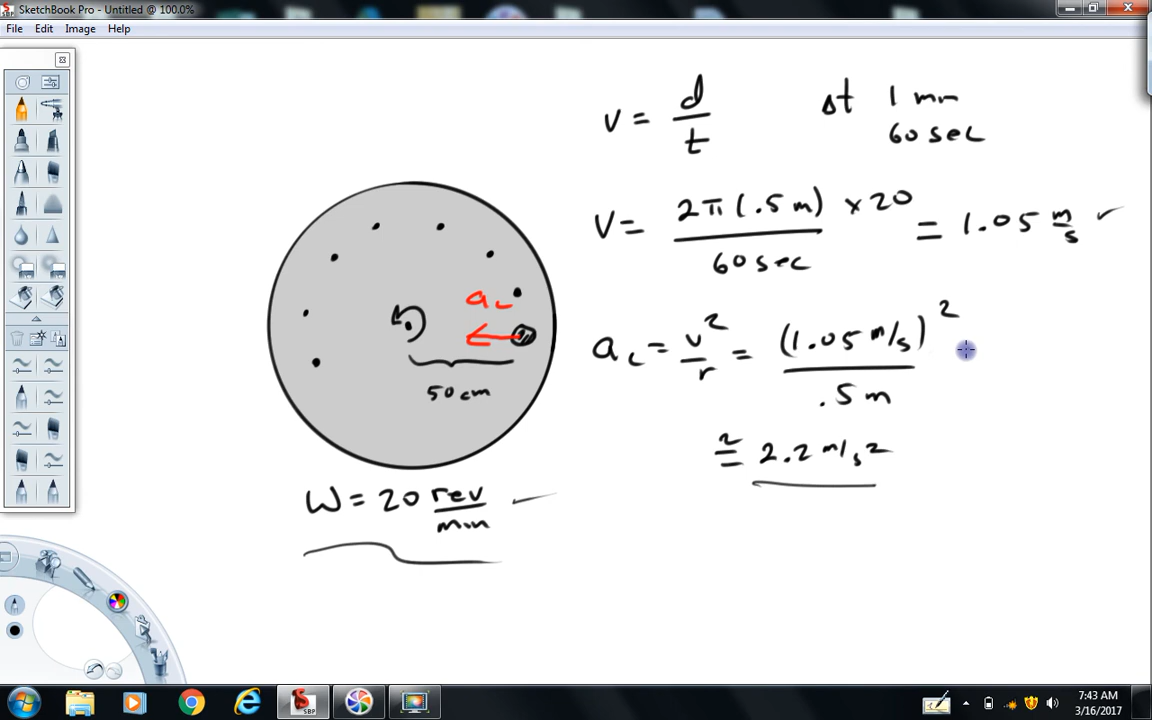 SketchBook Pro - Untitled @ 100.0%
File Edit Image Help
v = d/t
Δt 1 min
60 sec
V = 2π(.5m) x 20 / 60 sec = 1.05 m/s ✓
ac
50 cm
ac = v²/r = (1.05 m/s)² / .5 m
≅ 2.2 m/s²
W = 20 rev/min
SBP
7:43 AM
3/16/2017